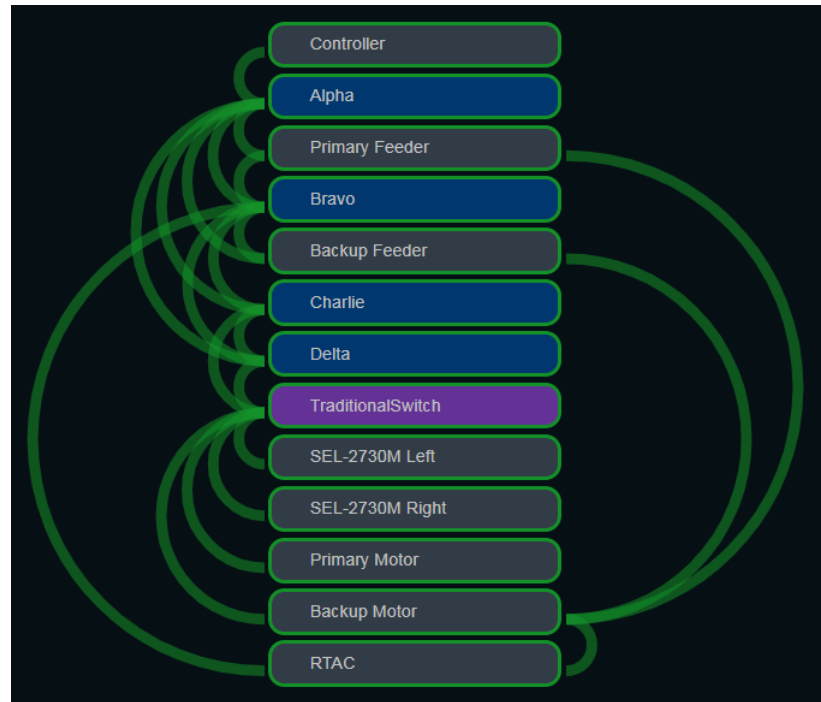 Controller
Alpha
Primary Feeder
Bravo
Backup Feeder
Charlie
Delta
TraditionalSwitch
SEL-2730M Left
SEL-2730M Right
Primary Motor
Backup Motor
RTAC